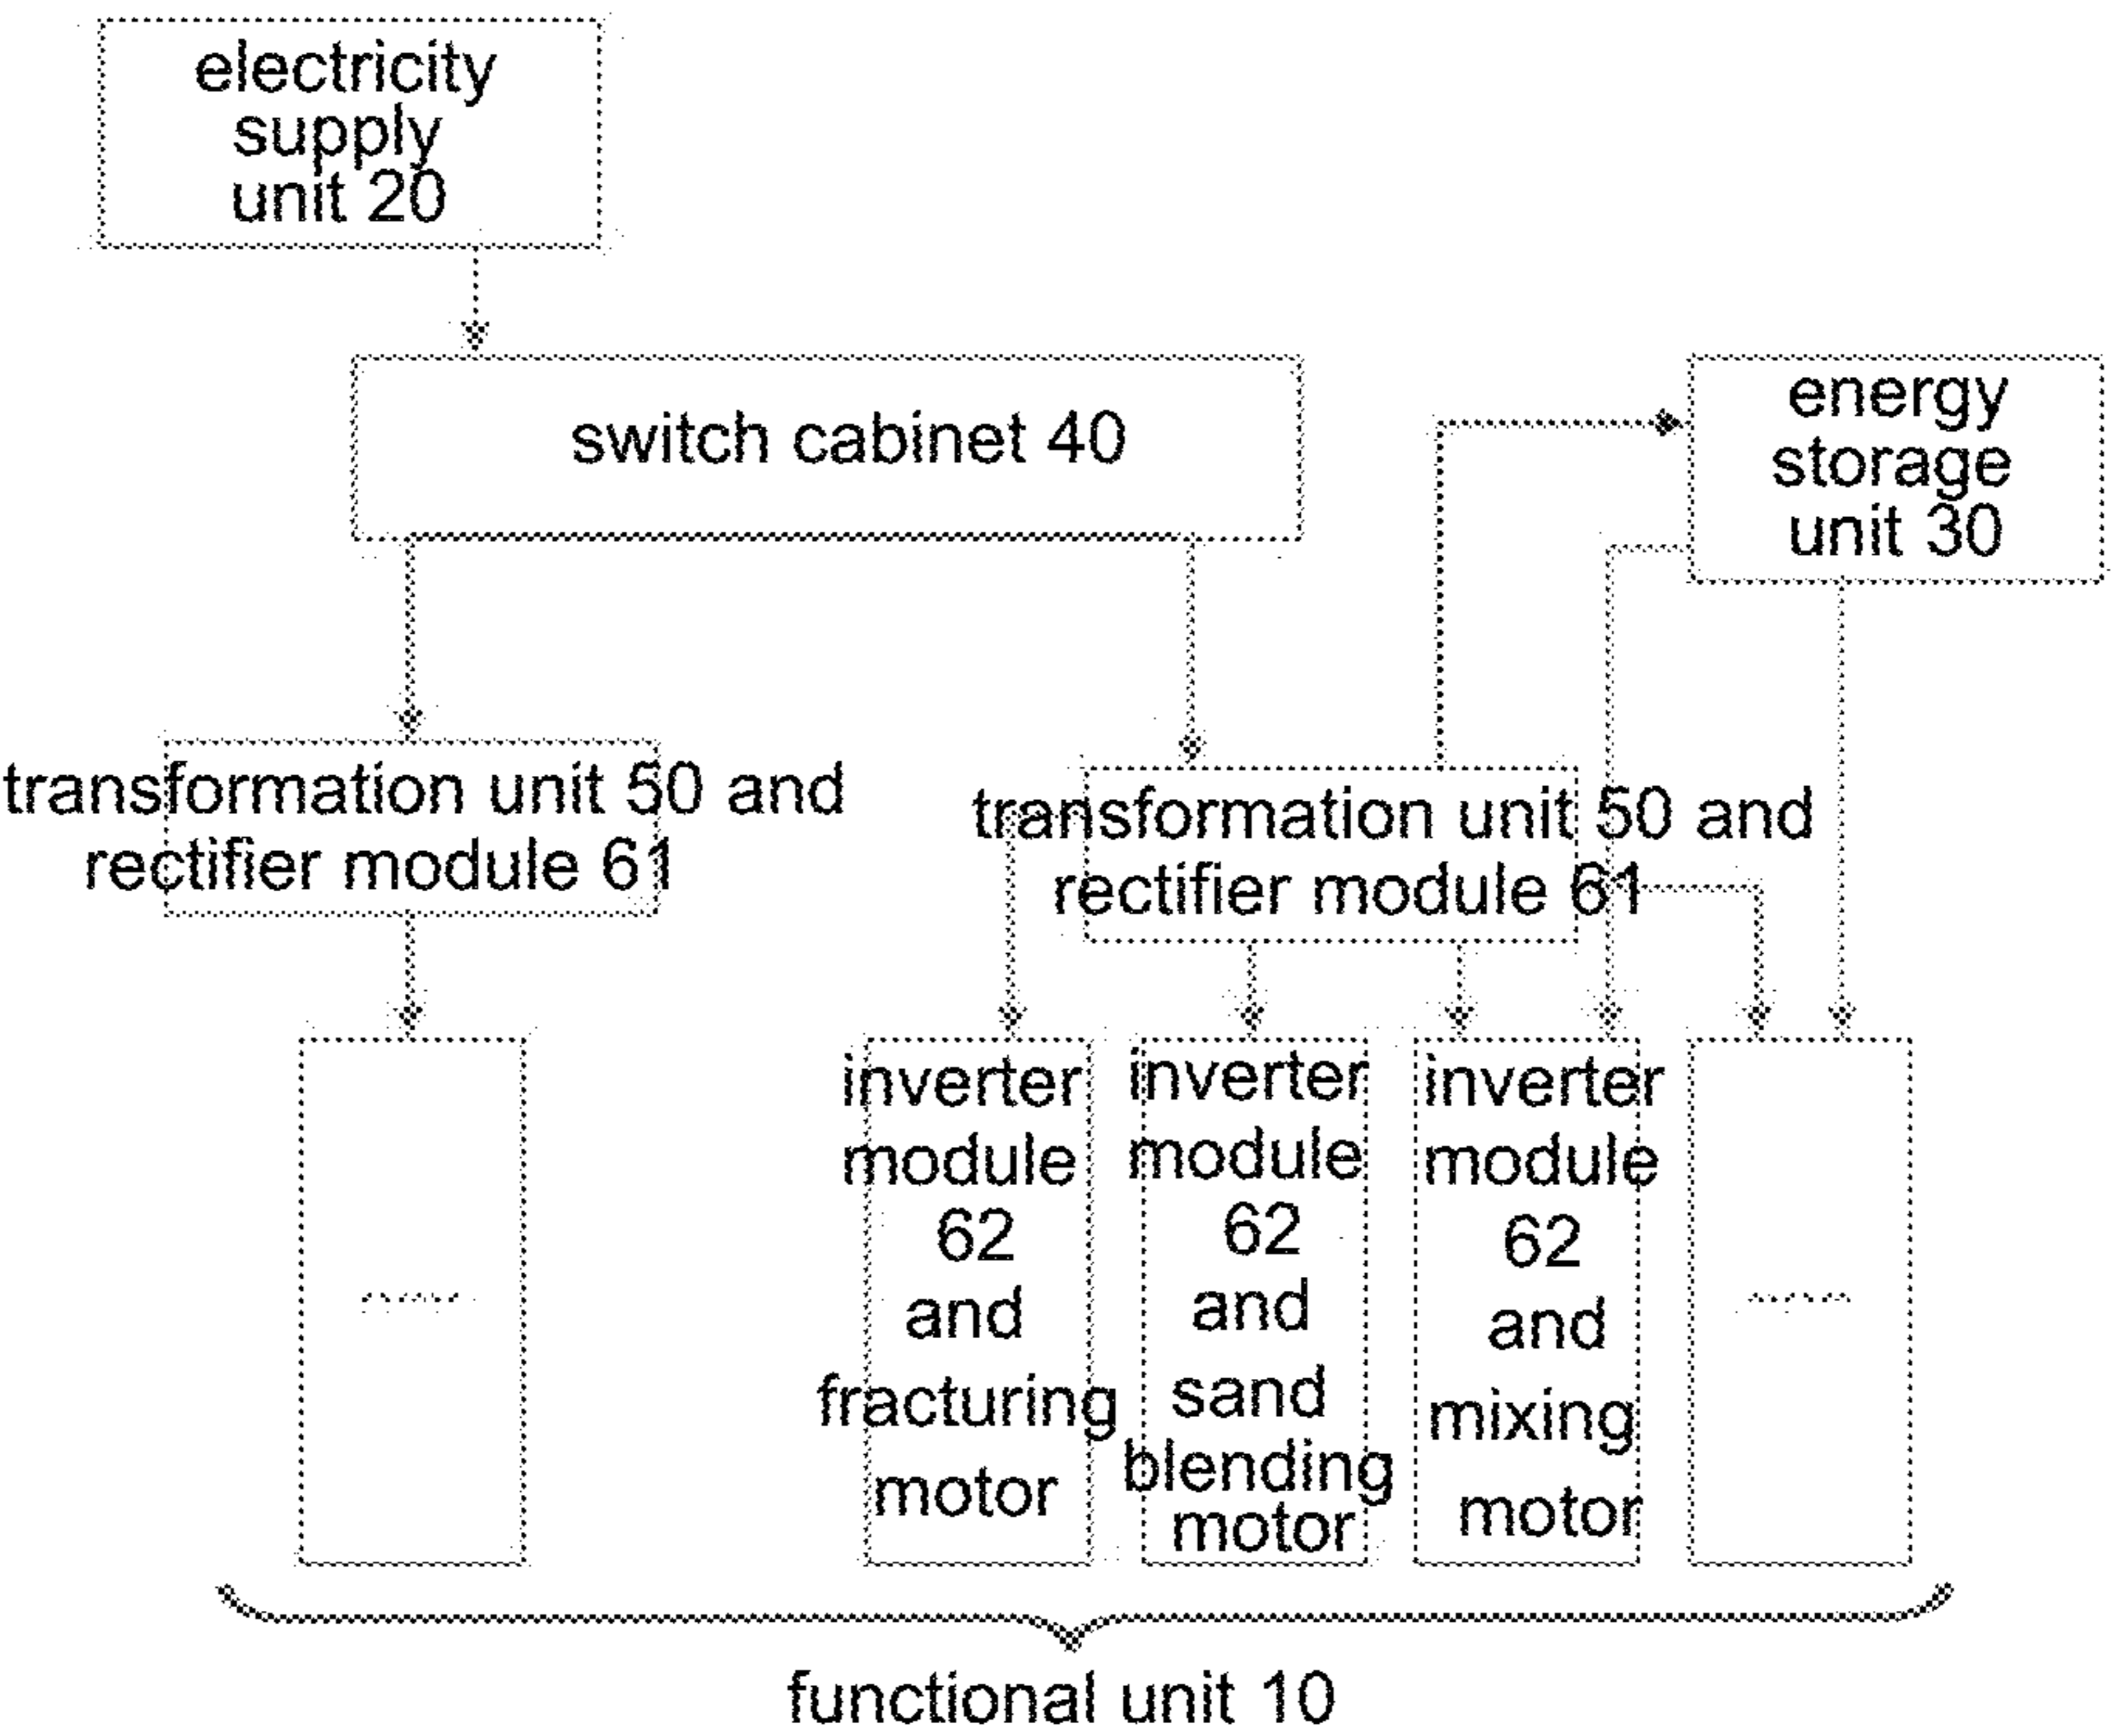 electricity
supply
unit 20
switch cabinet 40
energy
storage
unit 30
transformation unit 50 and
rectifier module 61
transformation unit 50 and
rectifier module 61
inverter
module
62
and
fracturing
motor
inverter
module
62
and
sand
blending
motor
inverter
module
62
and
mixing
motor
functional unit 10